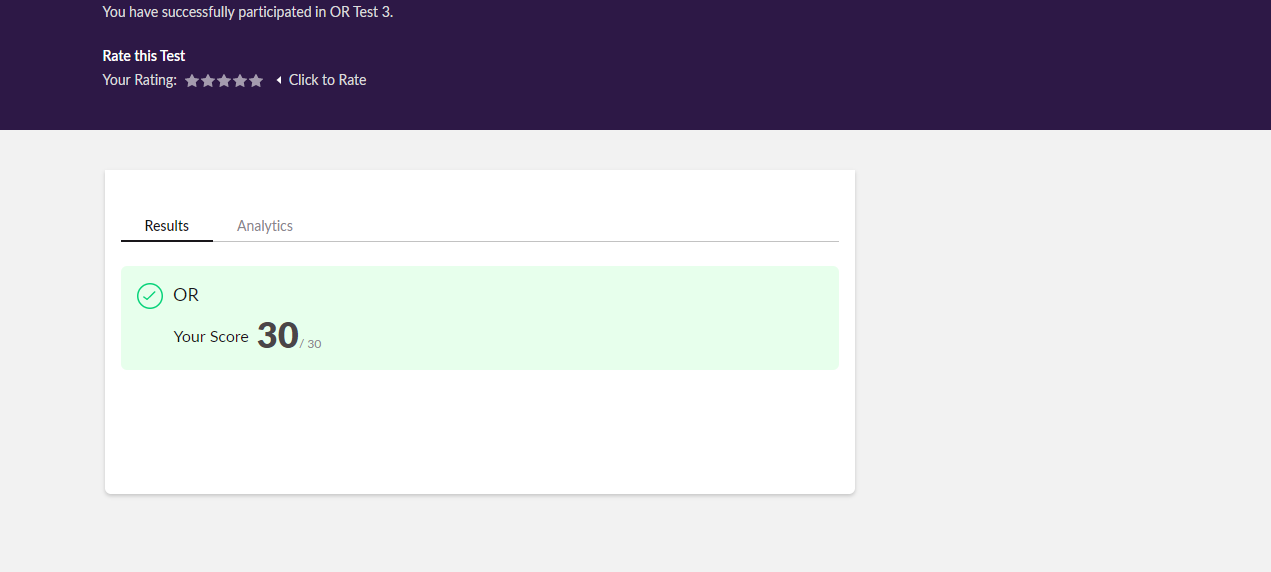 You have successfully participated in OR Test 3.
Rate this Test
Your Rating: Click to Rate
Results Analytics
OR
Your Score 30 / 30